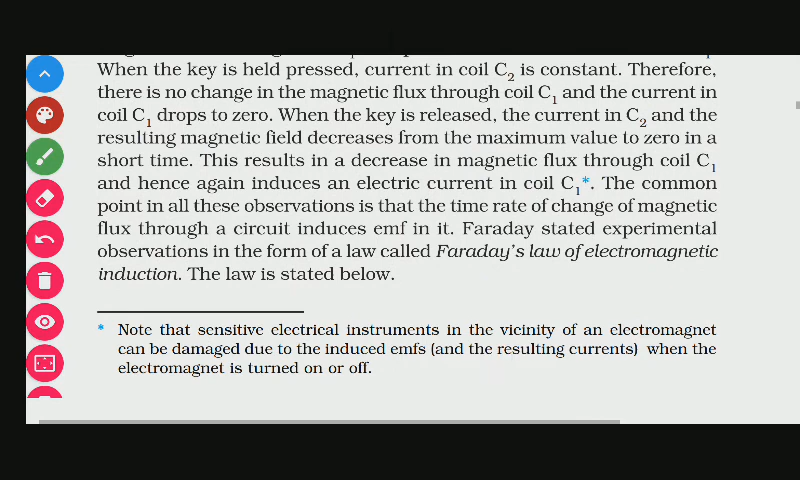 When the key is held pressed, current in coil C₂ is constant. Therefore,
there is no change in the magnetic flux through coil C₁ and the current in
coil C₁ drops to zero. When the key is released, the current in C₂ and the
resulting magnetic field decreases from the maximum value to zero in a
short time. This results in a decrease in magnetic flux through coil C₁
and hence again induces an electric current in coil C₁*. The common
point in all these observations is that the time rate of change of magnetic
flux through a circuit induces emf in it. Faraday stated experimental
observations in the form of a law called Faraday's law of electromagnetic
induction. The law is stated below.
* Note that sensitive electrical instruments in the vicinity of an electromagnet
can be damaged due to the induced emfs (and the resulting currents) when the
electromagnet is turned on or off.